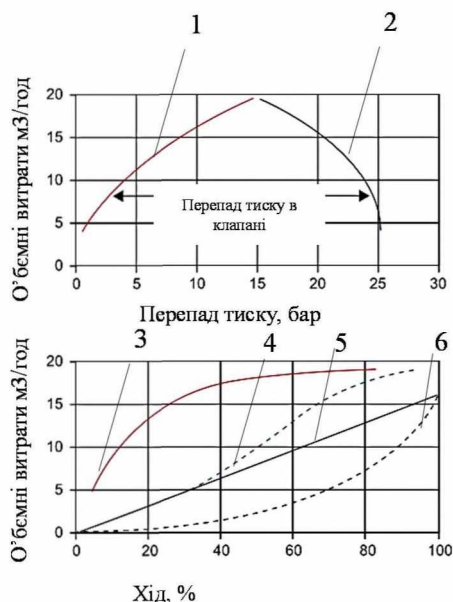 1
2
О’бємні витрати м3/год
20
15
10
5
0
Перепад тиску в
клапані
0 5 10 15 20 25 30
Перепад тиску, бар
3
4
5
6
О’бємні витрати м3/год
20
15
10
5
0
0 20 40 60 80 100
Хід, %